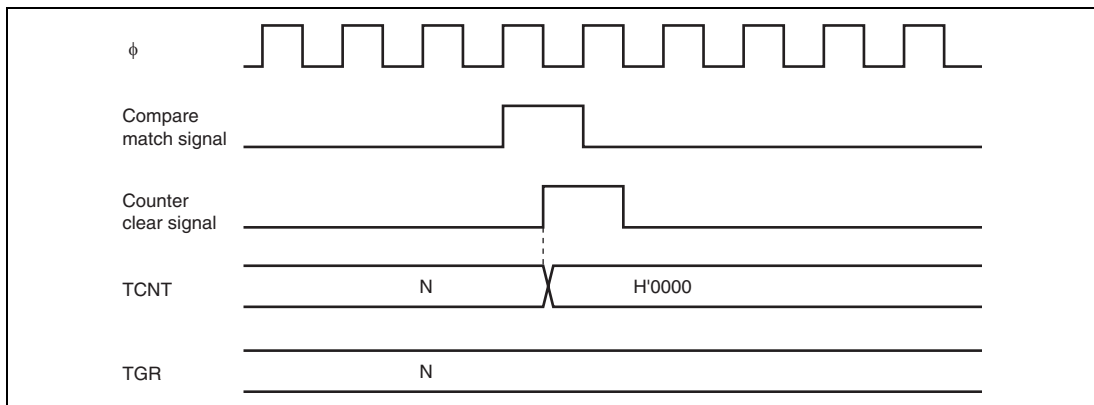 ϕ
Compare
match signal
Counter
clear signal
TCNT
N
H'0000
TGR
N